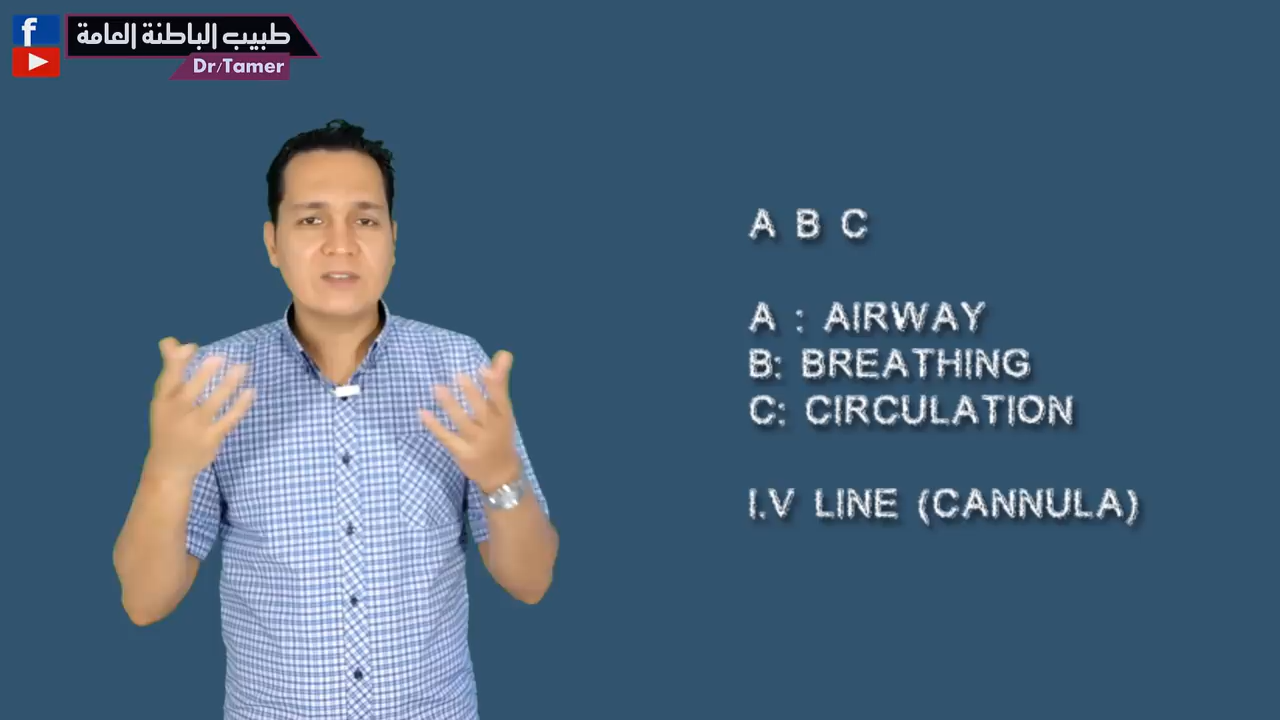 طبيب الباطنة العامة
Dr/Tamer
A B C
A : AIRWAY
B: BREATHING
C: CIRCULATION
I.V LINE (CANNULA)